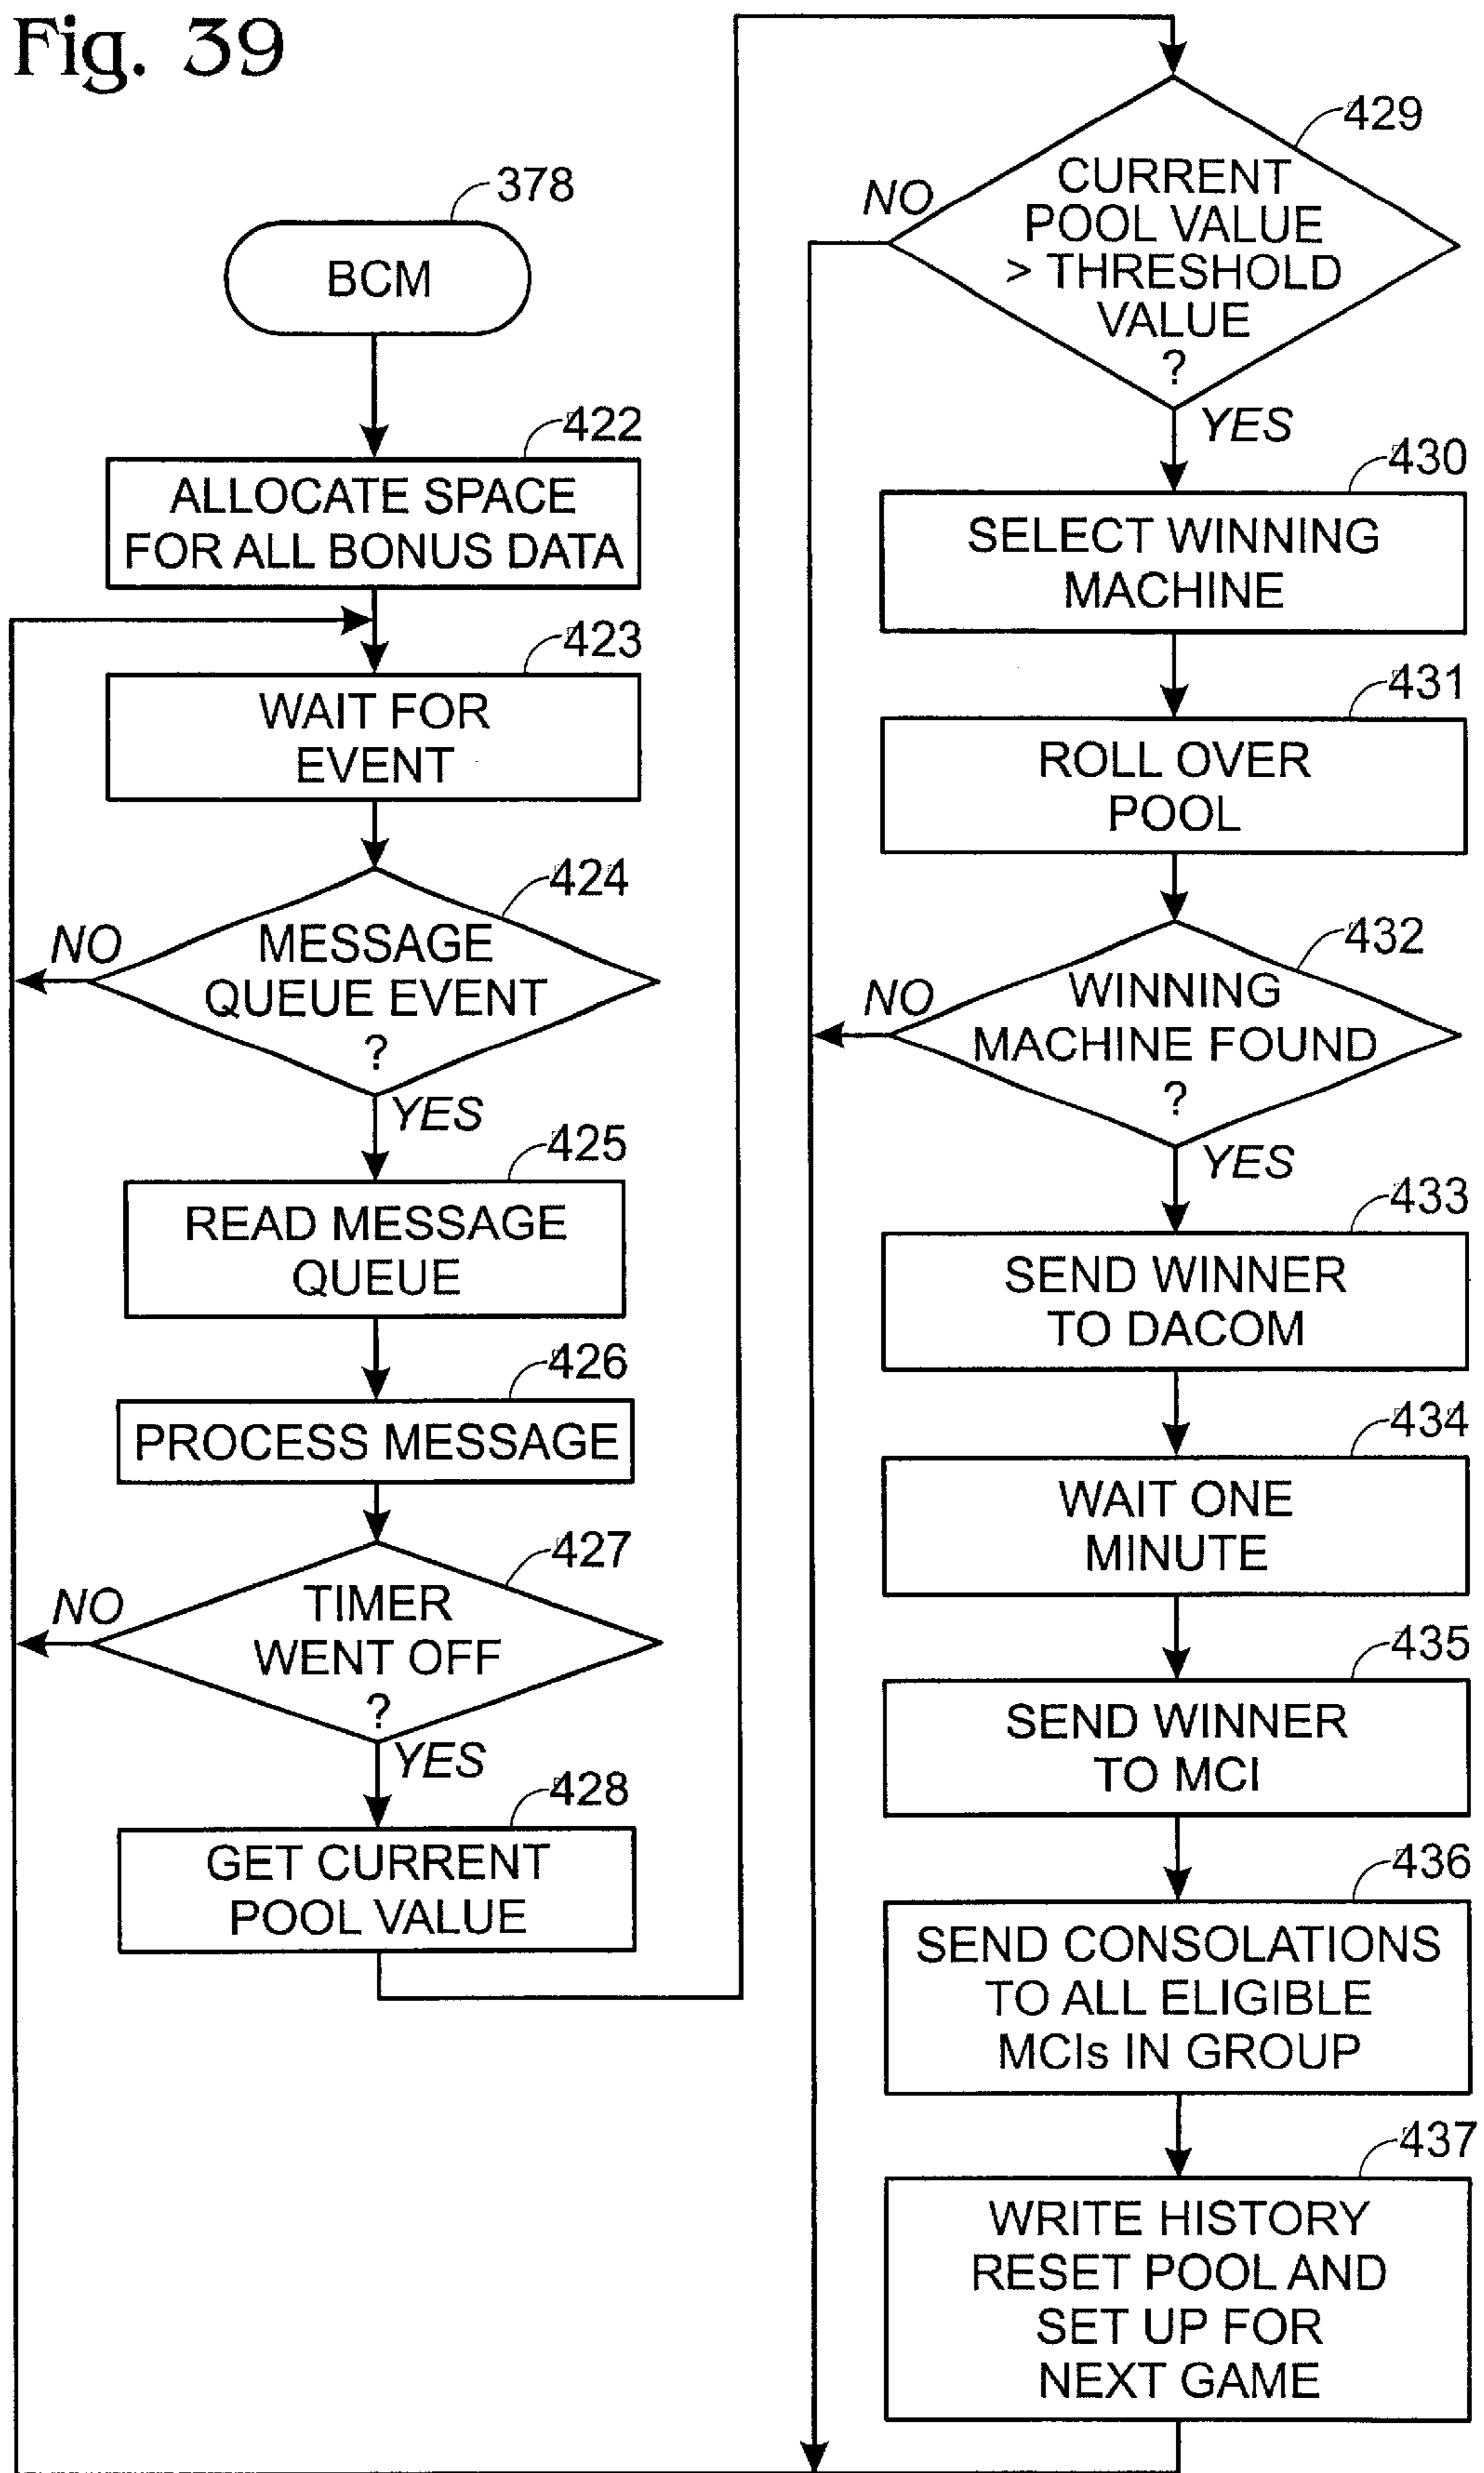 Fig. 39
378
BCM
422
ALLOCATE SPACE
FOR ALL BONUS DATA
423
WAIT FOR
EVENT
424
NO
MESSAGE
QUEUE EVENT
?
YES
425
READ MESSAGE
QUEUE
426
PROCESS MESSAGE
427
NO
TIMER
WENT OFF
?
YES
428
GET CURRENT
POOL VALUE
429
NO
CURRENT
POOL VALUE
> THRESHOLD
VALUE
?
YES
430
SELECT WINNING
MACHINE
431
ROLL OVER
POOL
432
NO
WINNING
MACHINE FOUND
?
YES
433
SEND WINNER
TO DACOM
434
WAIT ONE
MINUTE
435
SEND WINNER
TO MCI
436
SEND CONSOLATIONS
TO ALL ELIGIBLE
MCIs IN GROUP
437
WRITE HISTORY
RESET POOL AND
SET UP FOR
NEXT GAME